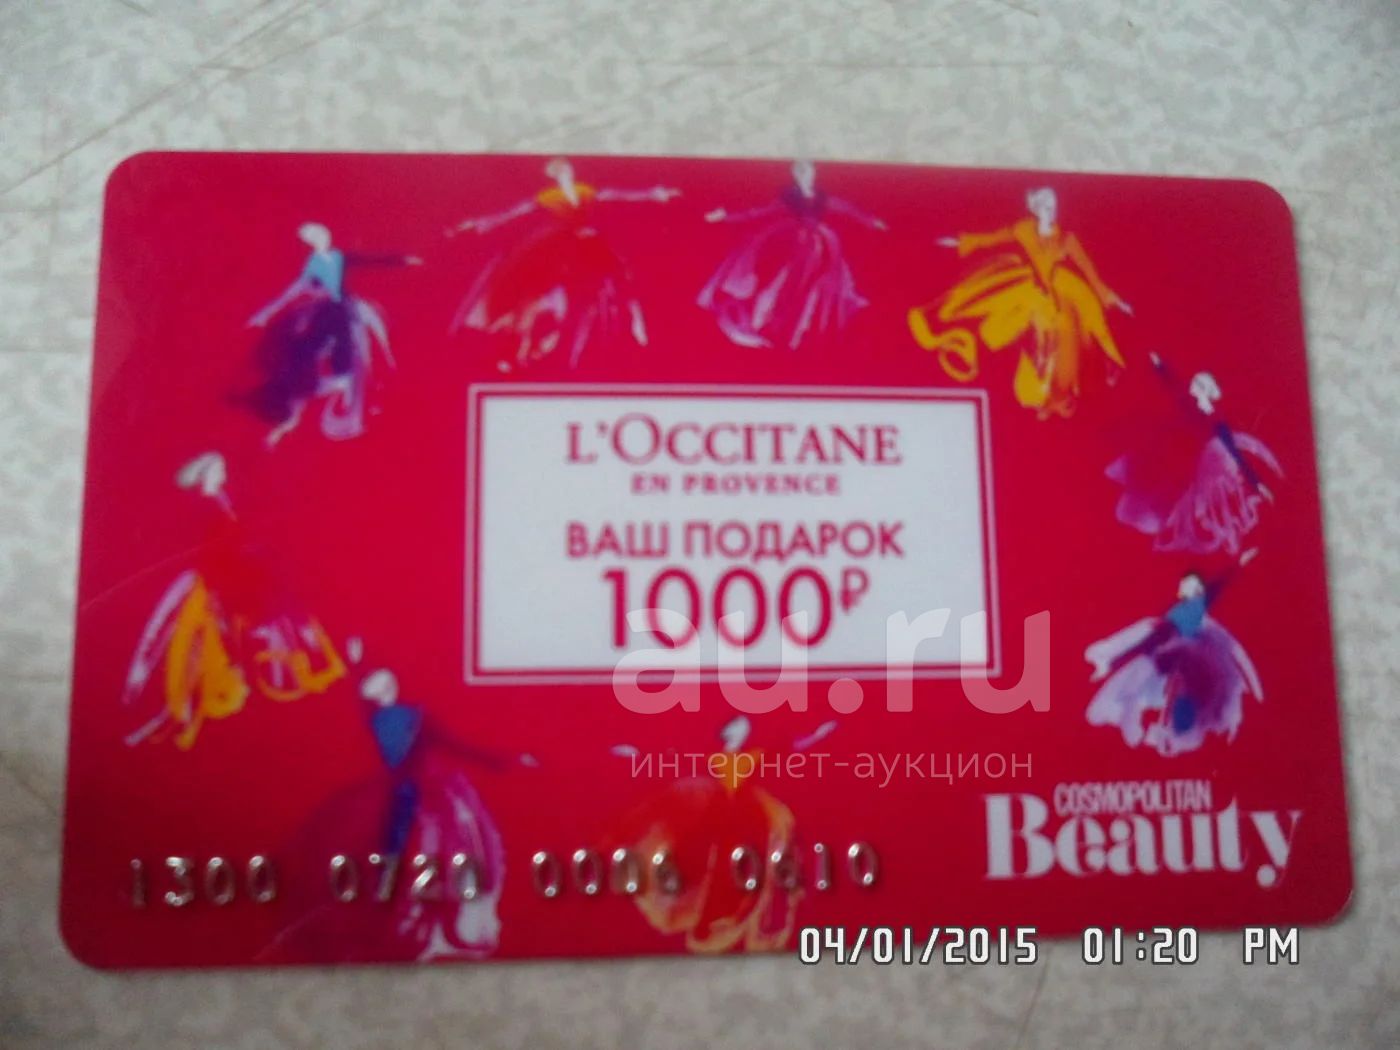 L'OCCITANE
EN PROVENCE
ВАШ ПОДАРОК
1000₽
au.ru
интернет-аукцион
COSMOPOLITAN
Beauty
1300 0720 0006 0610
04/01/2015 01:20 PM